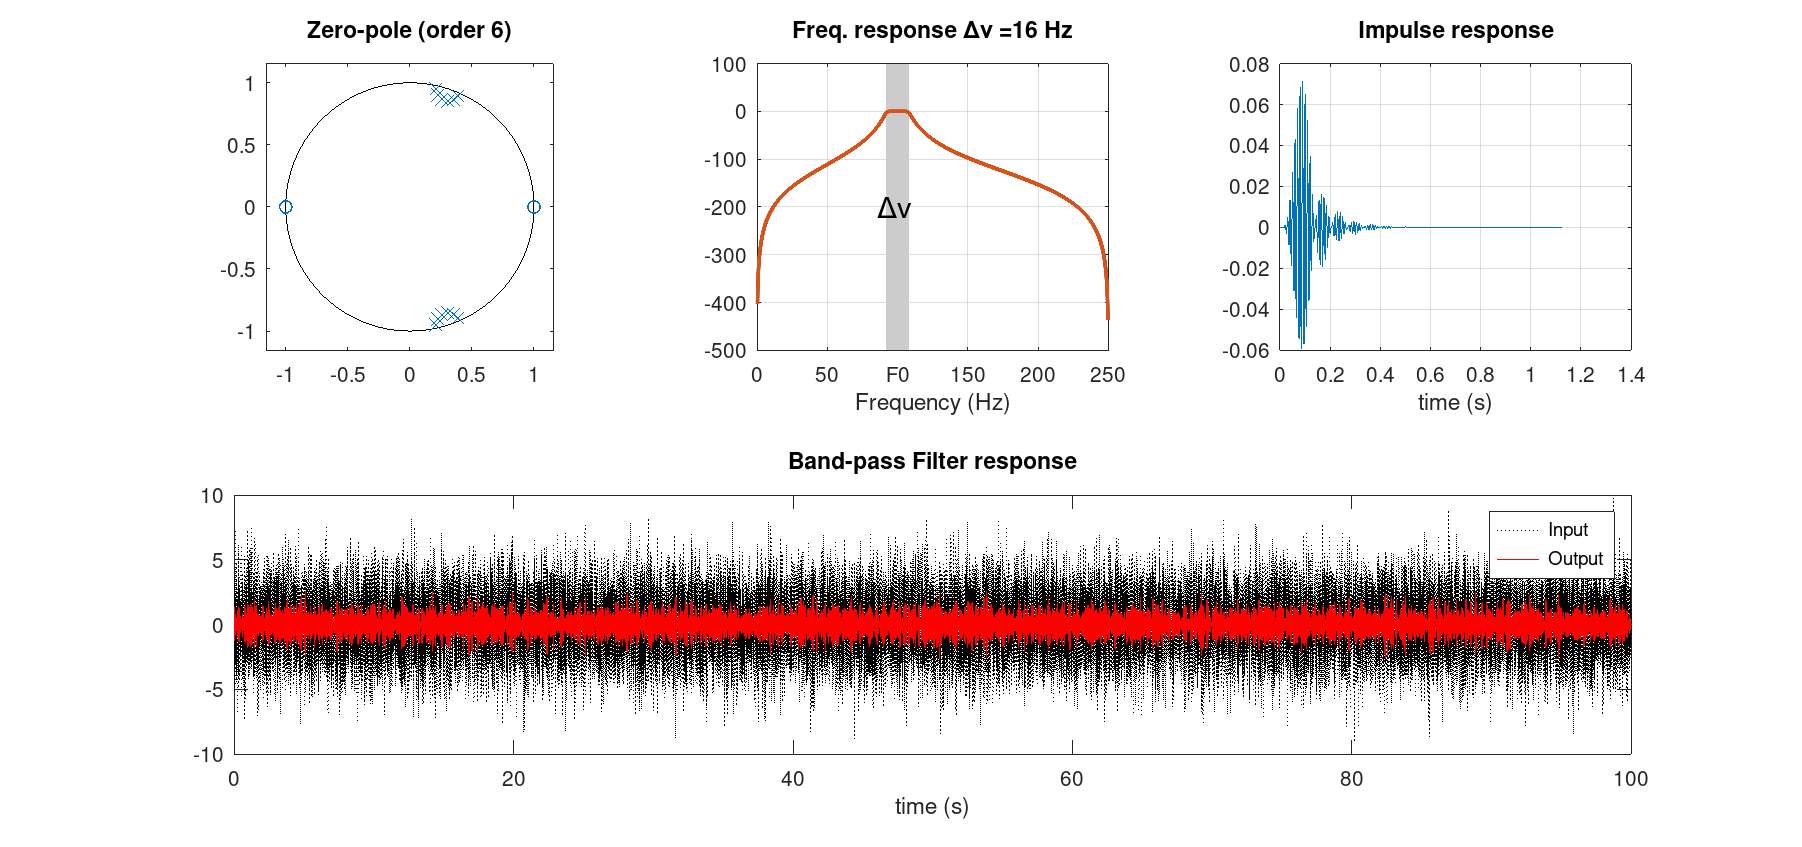 Zero-pole (order 6)
1
0.5
0
-0.5
-1
-1 -0.5 0 0.5 1
Freq. response Δv =16 Hz
100
0
-100
-200
-300
-400
-500
Δv
0 50 F0 150 200 250
Frequency (Hz)
Impulse response
0.08
0.06
0.04
0.02
0
-0.02
-0.04
-0.06
0 0.2 0.4 0.6 0.8 1 1.2 1.4
time (s)
Band-pass Filter response
10
5
0
-5
-10
Input
Output
0 20 40 60 80 100
time (s)